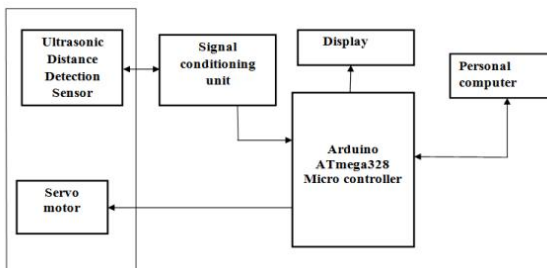 Ultrasonic
Distance
Detection
Sensor
Signal
conditioning
unit
Display
Personal
computer
Arduino
ATmega328
Micro controller
Servo
motor